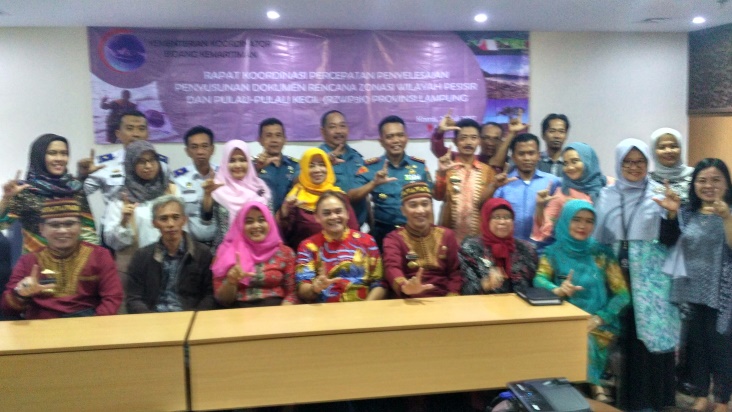 KEMENTERIAN KOORDINATOR
BIDANG KEMARITIMAN
RAPAT KOORDINASI PERCEPATAN PENYELESAIAN
PENYUSUNAN DOKUMEN RENCANA ZONASI WILAYAH PESISIR
DAN PULAU-PULAU KECIL (RZWP3K) PROVINSI LAMPUNG